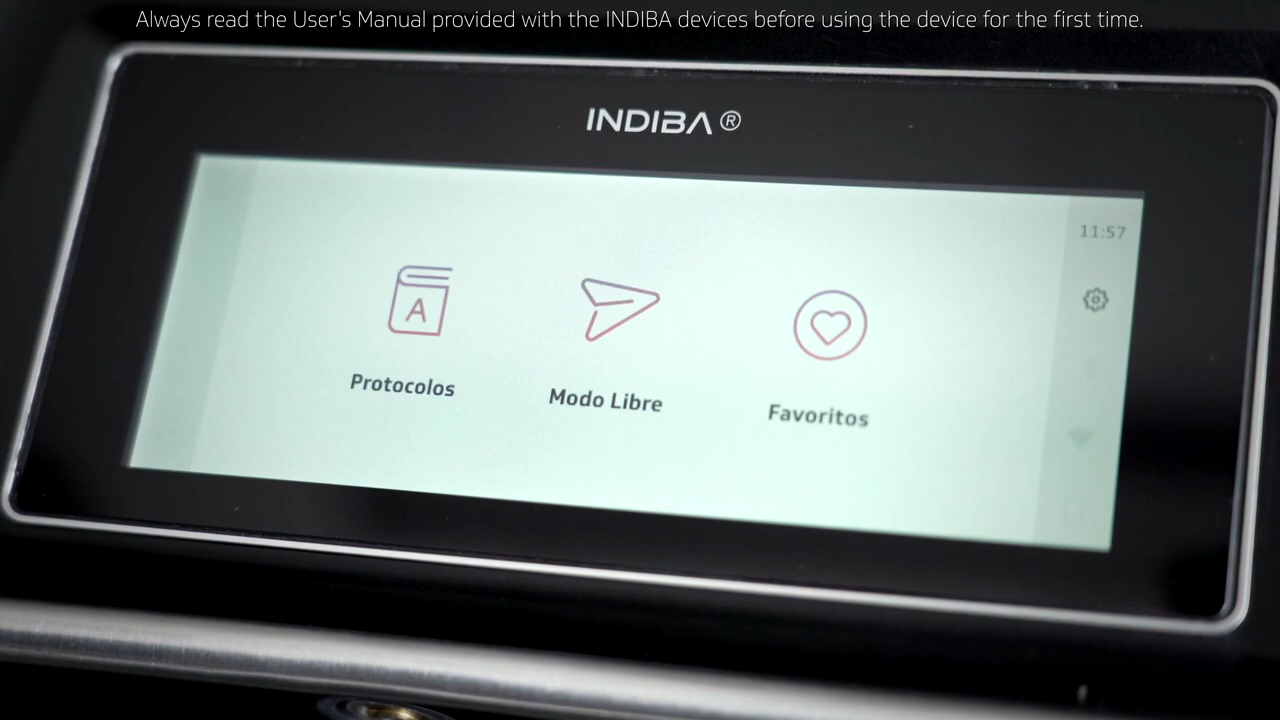 Always read the User's Manual provided with the INDIBA devices before using the device for the first time.
INDIBA ®
11:57
A
Protocolos
Modo Libre
Favoritos